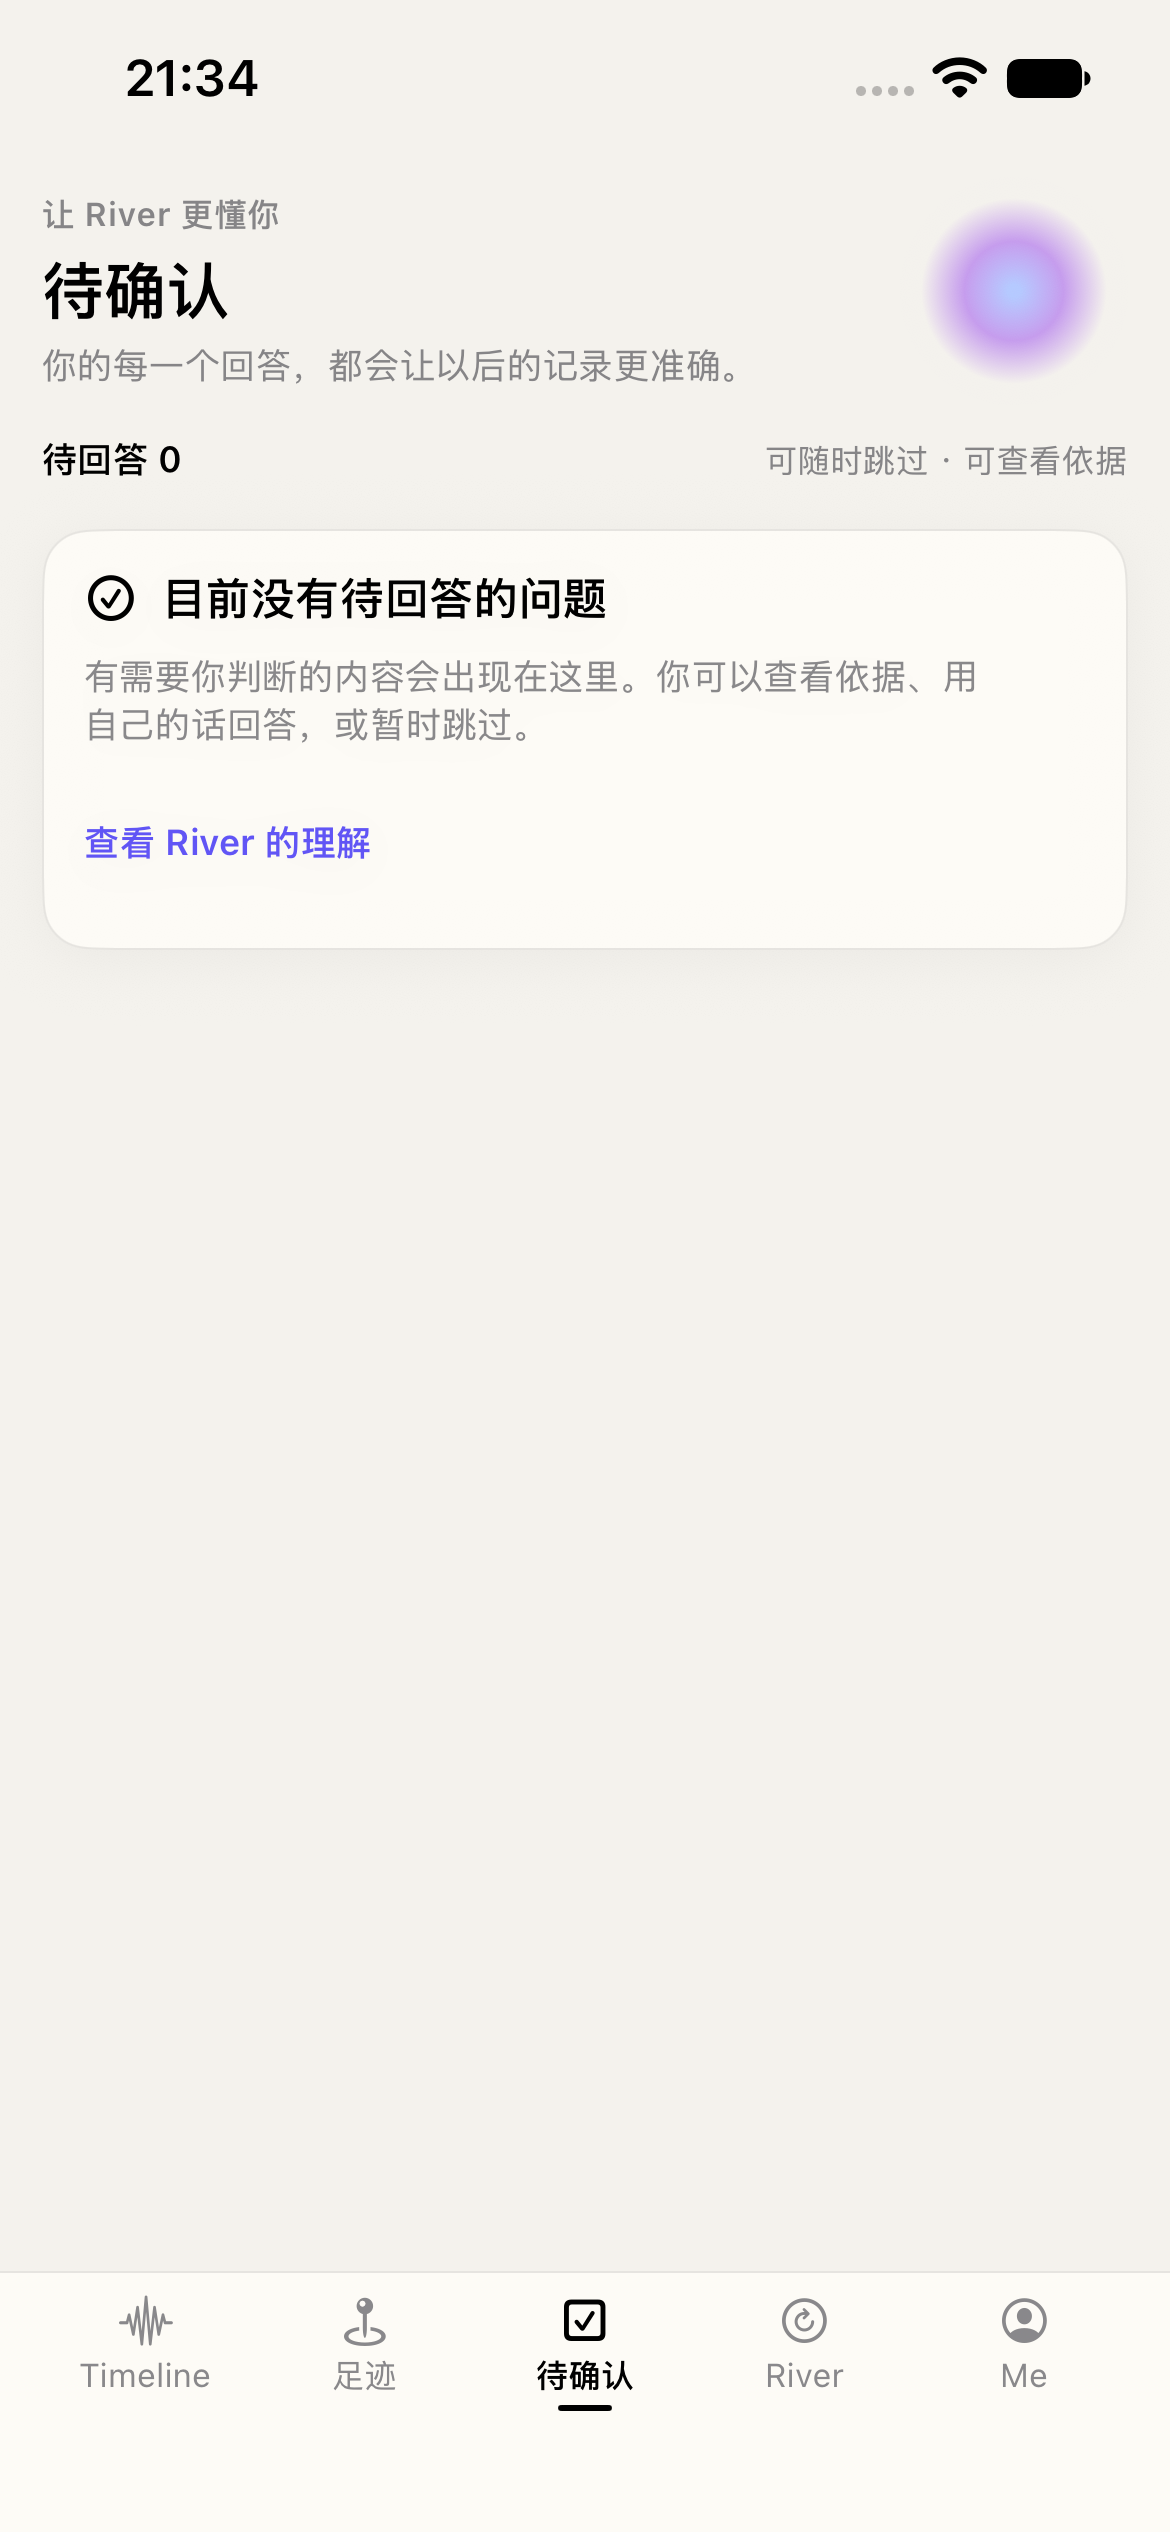 21:34
让 River 更懂你
待确认
你的每一个回答，都会让以后的记录更准确。
待回答 0
可随时跳过 · 可查看依据
目前没有待回答的问题
有需要你判断的内容会出现在这里。你可以查看依据、用
自己的话回答，或暂时跳过。
查看 River 的理解
Timeline
足迹
待确认
River
Me